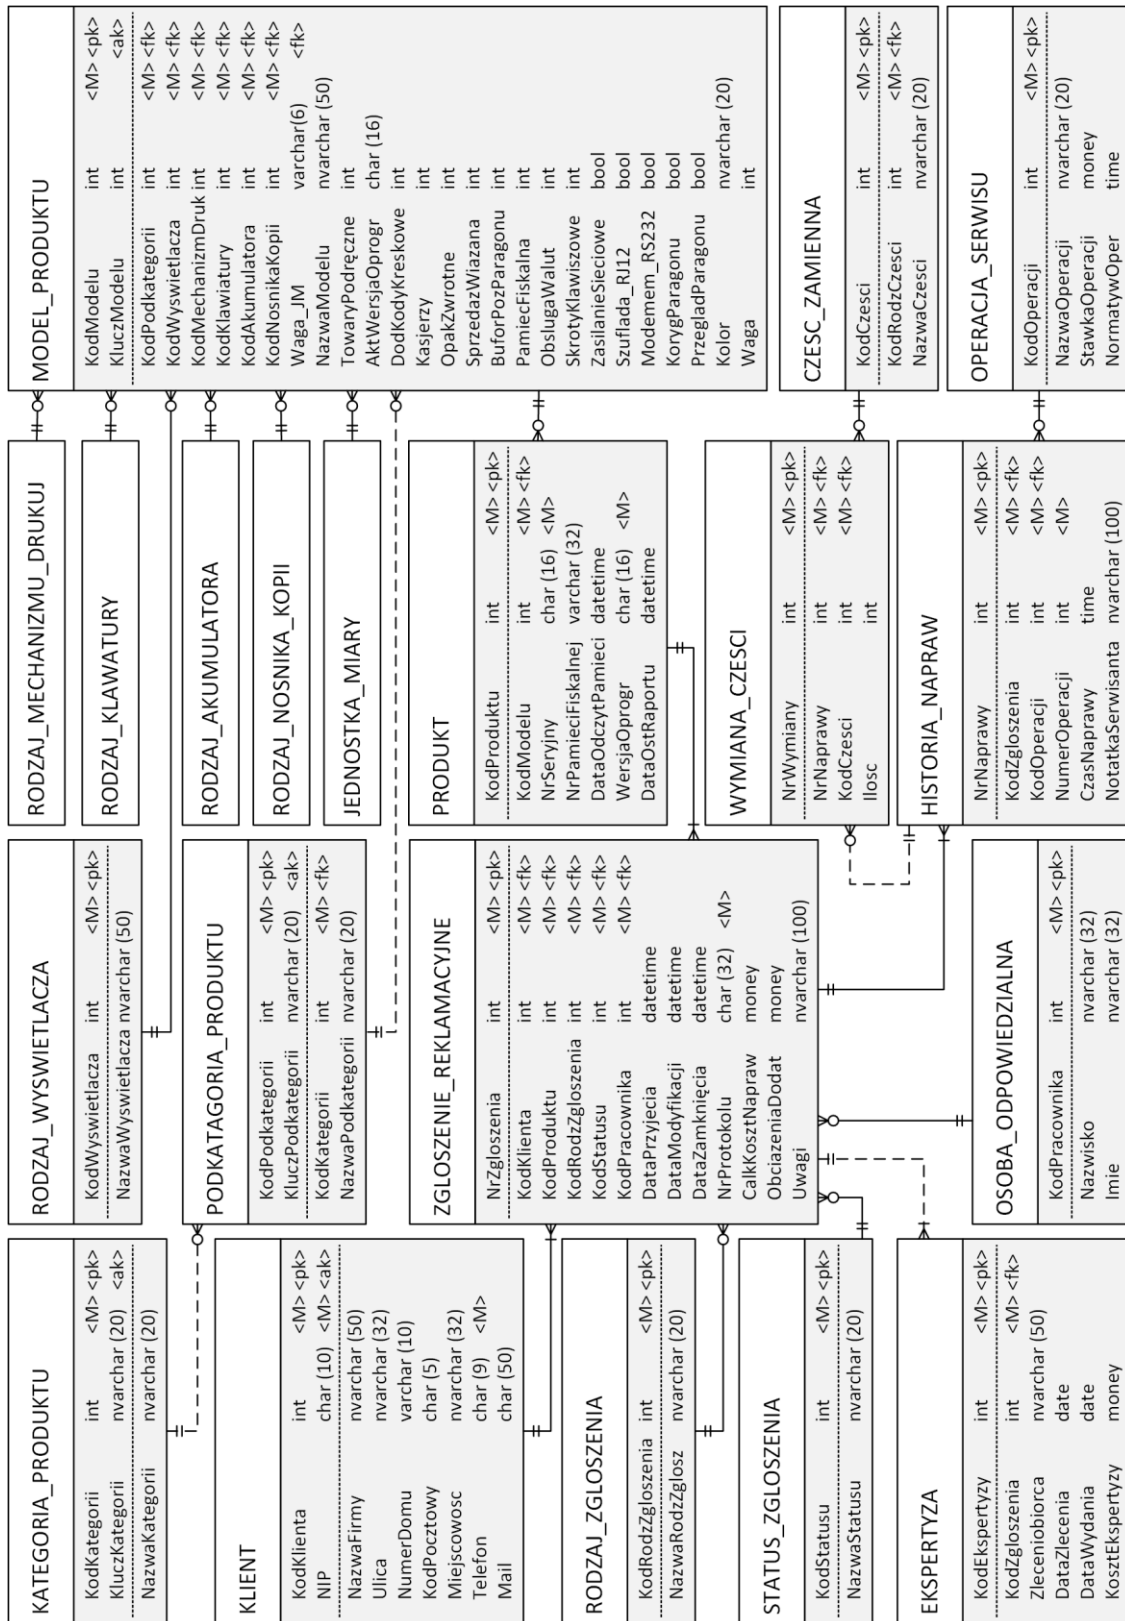 KATEGORIA_PRODUKTU
KodKategorii int <M> <pk>
KluczKategorii nvarchar (20) <ak>
NazwaKategorii nvarchar (20)
RODZAJ_WYSWIETLACZA
KodWyswietlacza int <M> <pk>
NazwaWyswietlacza nvarchar (50)
RODZAJ_MECHANIZMU_DRUKUJ
RODZAJ_KLAWATURY
MODEL_PRODUKTU
KodModelu int <M> <pk>
KluczModelu int <ak>
KodPodkategorii int <M> <fk>
KodWyswietlacza int <M> <fk>
KodMechanizmDruk int <M> <fk>
KodKlawiatury int <M> <fk>
KodAkumulatora int <M> <fk>
KodNosnikaKopii int <M> <fk>
Waga_JM varchar(6) <fk>
NazwaModelu nvarchar (50)
TowaryPodręczne int
AktWersjaOprogr char (16)
DodKodyKreskowe int
Kasjerzy int
OpakZwrotne int
SprzedazWiazana int
BuforPozParagonu int
PamiecFiskalna int
ObslugaWalut int
SkrotyKlawiszowe int
ZasilanieSieciowe bool
Szuflada_RJ12 bool
Modemem_RS232 bool
KorygParagonu bool
PrzegladParagonu bool
Kolor nvarchar (20)
Waga int
PODKATAGORIA_PRODUKTU
KodPodkategorii int <M> <pk>
KluczPodkategorii nvarchar (20) <ak>
KodKategorii int <M> <fk>
NazwaPodkategorii nvarchar (20)
RODZAJ_AKUMULATORA
RODZAJ_NOSNIKA_KOPII
JEDNOSTKA_MIARY
KLIENT
KodKlienta int <M> <pk>
NIP char (10) <M> <ak>
NazwaFirmy nvarchar (50)
Ulica nvarchar (32)
NumerDomu varchar (10)
KodPocztowy char (5)
Miejscowosc nvarchar (32)
Telefon char (9) <M>
Mail char (50)
ZGLOSZENIE_REKLAMACYJNE
NrZgloszenia int <M> <pk>
KodKlienta int <M> <fk>
KodProduktu int <M> <fk>
KodRodzZgloszenia int <M> <fk>
KodStatusu int <M> <fk>
KodPracownika int <M> <fk>
DataPrzyjecia datetime
DataModyfikacji datetime
DataZamknięcia datetime
NrProtokolu char (32) <M>
CalkKosztNapraw money
ObciazeniaDodat money
Uwagi nvarchar (100)
PRODUKT
KodProduktu int <M> <pk>
KodModelu int <M> <fk>
NrSeryjny char (16) <M>
NrPamieciFiskalnej varchar (32)
DataOdczytPamieci datetime
WersjaOprogr char (16) <M>
DataOstRaportu datetime
RODZAJ_ZGLOSZENIA
KodRodzZgloszenia int <M> <pk>
NazwaRodzZglosz nvarchar (20)
WYMIANA_CZESCI
NrWymiany int <M> <pk>
NrNaprawy int <M> <fk>
KodCzesci int <M> <fk>
Ilosc int
CZESC_ZAMIENNA
KodCzesci int <M> <pk>
KodRodzCzesci int <M> <fk>
NazwaCzesci nvarchar (20)
STATUS_ZGLOSZENIA
KodStatusu int <M> <pk>
NazwaStatusu nvarchar (20)
EKSPERTYZA
KodEkspertyzy int <M> <pk>
KodZgloszenia int <M> <fk>
Zleceniobiorca nvarchar (50)
DataZlecenia date
DataWydania date
KosztEkspertyzy money
OSOBA_ODPOWIEDZIALNA
KodPracownika int <M> <pk>
Nazwisko nvarchar (32)
Imie nvarchar (32)
HISTORIA_NAPRAW
NrNaprawy int <M> <pk>
KodZgloszenia int <M> <fk>
KodOperacji int <M> <fk>
NumerOperacji int <M>
CzasNaprawy time
NotatkaSerwisanta nvarchar (100)
OPERACJA_SERWISU
KodOperacji int <M> <pk>
NazwaOperacji nvarchar (20)
StawkaOperacji money
NormatywOper time